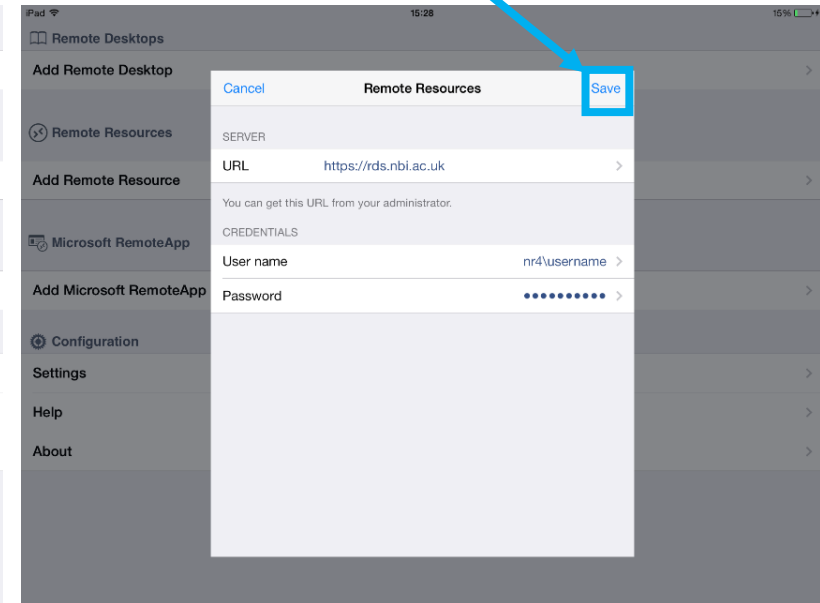 iPad 15:28 15%
Remote Desktops
Add Remote Desktop
Cancel Remote Resources Save
SERVER
Remote Resources
URL https://rds.nbi.ac.uk
Add Remote Resource
You can get this URL from your administrator.
CREDENTIALS
Microsoft RemoteApp
User name nr4\username
Add Microsoft RemoteApp
Password ••••••••••
Configuration
Settings
Help
About